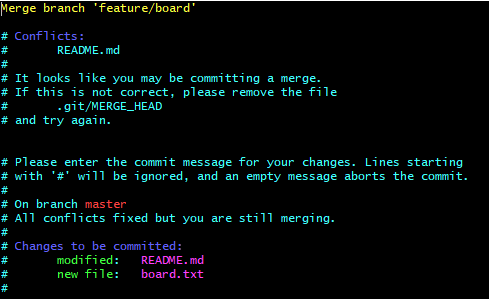 Merge branch 'feature/board'
# Conflicts:
#       README.md
#
# It looks like you may be committing a merge.
# If this is not correct, please remove the file
#       .git/MERGE_HEAD
# and try again.
# Please enter the commit message for your changes. Lines starting
# with '#' will be ignored, and an empty message aborts the commit.
#
# On branch master
# All conflicts fixed but you are still merging.
#
# Changes to be committed:
#       modified:   README.md
#       new file:   board.txt
#